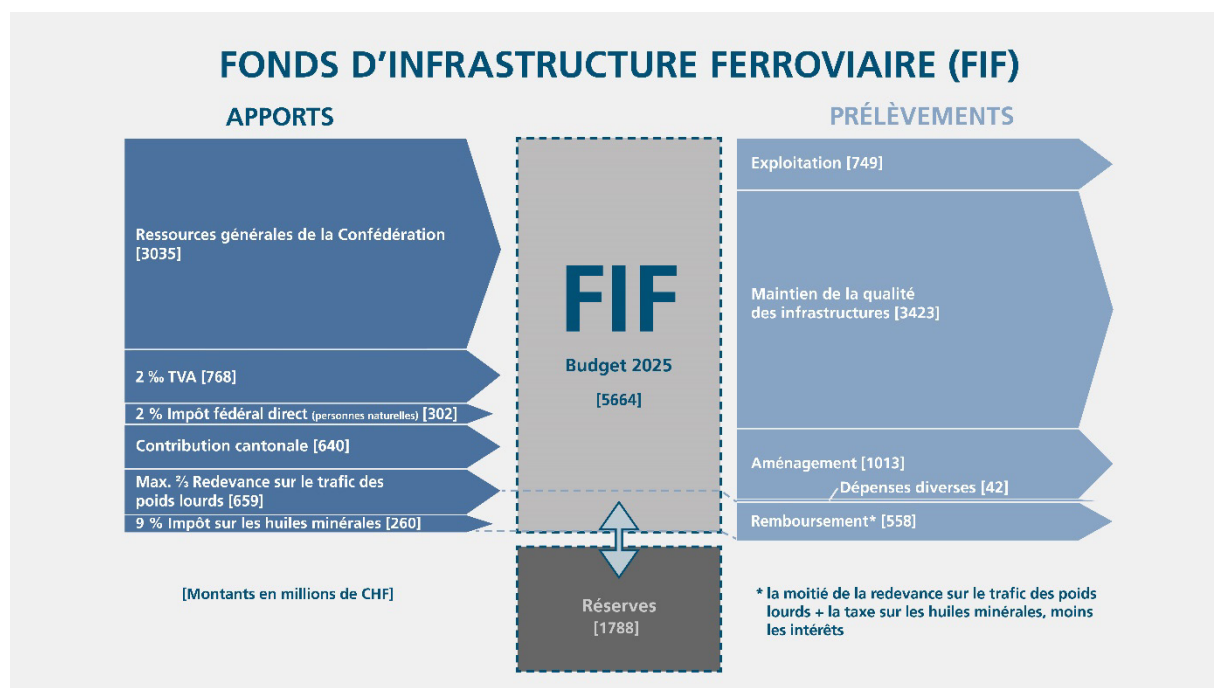 FONDS D’INFRASTRUCTURE FERROVIAIRE (FIF)
APPORTS
Ressources générales de la Confédération
[3035]
2 ‰ TVA [768]
2 % Impôt fédéral direct (personnes naturelles) [302]
Contribution cantonale [640]
Max. ⅔ Redevance sur le trafic des
poids lourds [659]
9 % Impôt sur les huiles minérales [260]
[Montants en millions de CHF]
FIF
Budget 2025
[5664]
Réserves
[1788]
PRÉLÈVEMENTS
Exploitation [749]
Maintien de la qualité
des infrastructures [3423]
Aménagement [1013]
Dépenses diverses [42]
Remboursement* [558]
* la moitié de la redevance sur le trafic des poids
lourds + la taxe sur les huiles minérales, moins
les intérêts